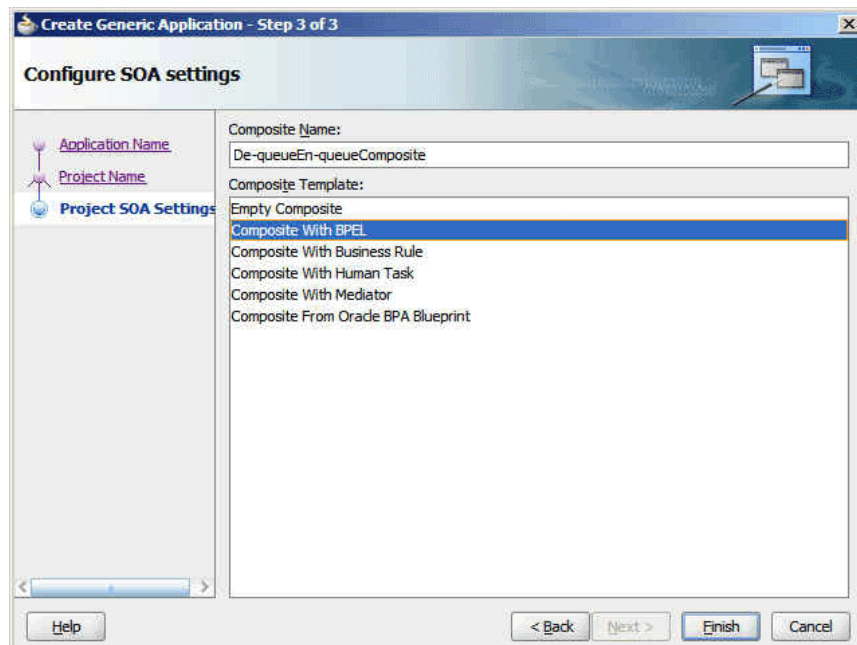 Create Generic Application - Step 3 of 3
Configure SOA settings
Application Name
Project Name
Project SOA Settings
Composite Name:
De-queueEn-queueComposite
Composite Template:
Empty Composite
Composite With BPEL
Composite With Business Rule
Composite With Human Task
Composite With Mediator
Composite From Oracle BPA Blueprint
Help
< Back
Next >
Finish
Cancel